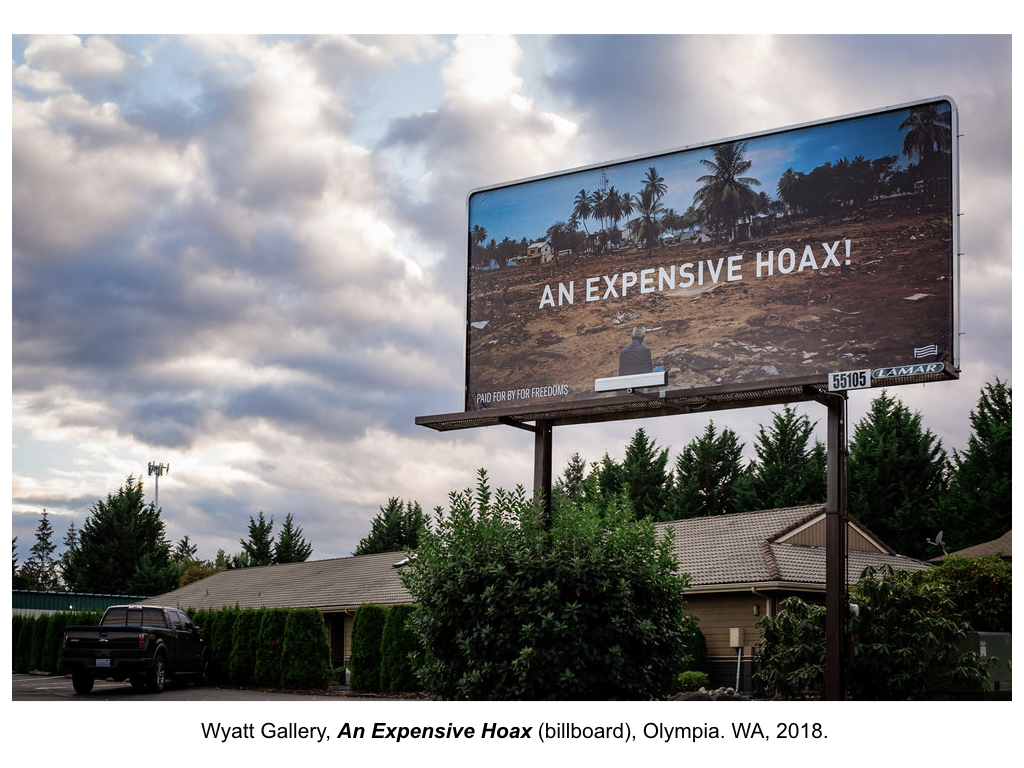 AN EXPENSIVE HOAX!
PAID FOR BY FOR FREEDOMS
55105
LAMAR
Wyatt Gallery, An Expensive Hoax (billboard), Olympia. WA, 2018.